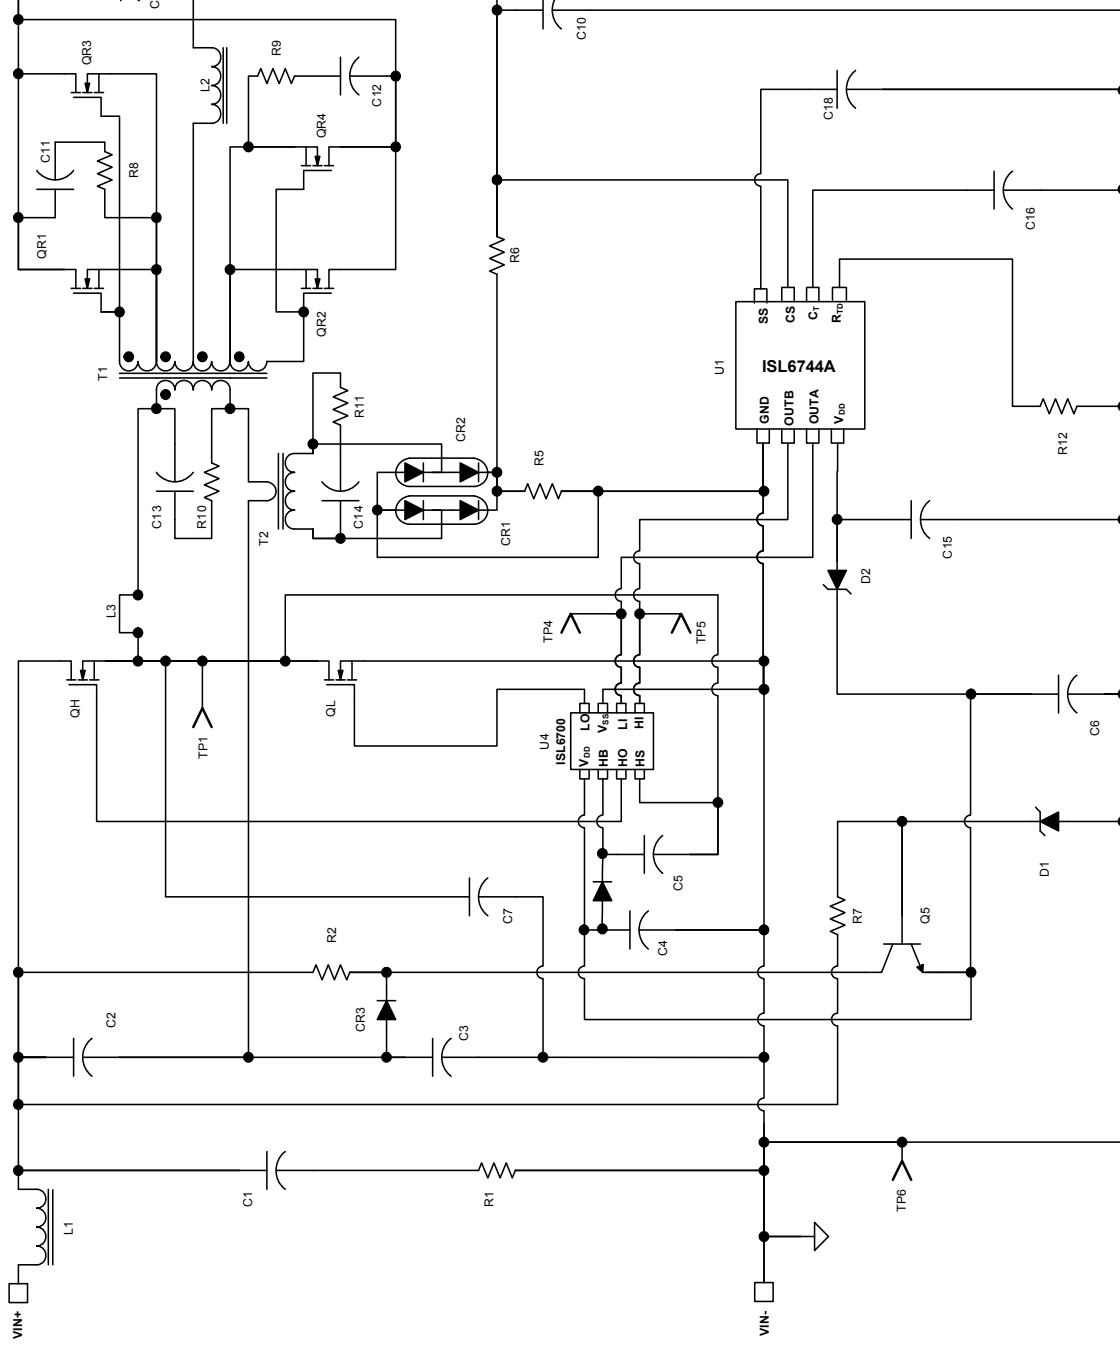 C
QR3
R9
C10
L2
C12
C18
QR4
C11
R8
C16
QR1
R6
QR2
SS
CS
CT
RTD
U1
ISL6744A
T1
GND
OUTB
OUTA
VDD
R11
CR2
R12
R5
C13
R10
T2
C14
CR1
C15
D2
L3
TP4
TP5
QH
QL
TP1
U4
ISL6700
LO
VSS
LI
HI
VDD
HB
HO
HS
C6
D1
C5
C7
R7
Q5
R2
C4
C2
CR3
C3
C1
R1
TP6
L1
VIN+
VIN-